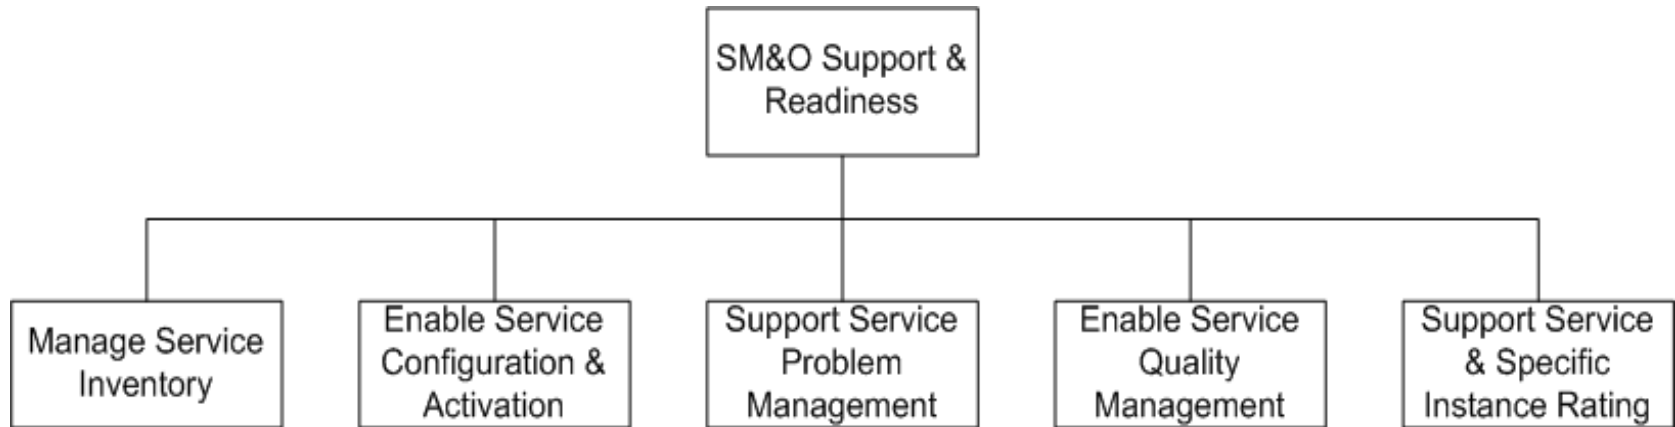 SM&O Support &
Readiness
Manage Service
Inventory
Enable Service
Configuration &
Activation
Support Service
Problem
Management
Enable Service
Quality
Management
Support Service
& Specific
Instance Rating